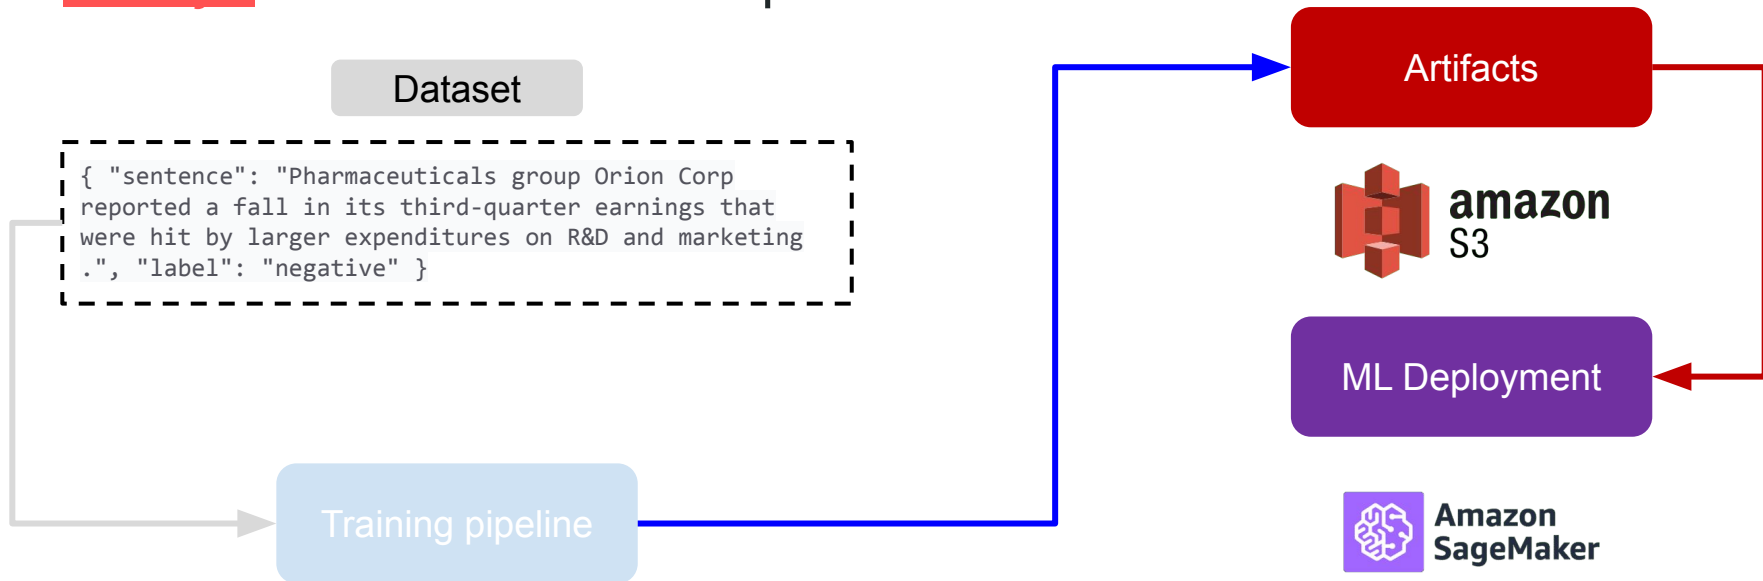 Dataset
{ "sentence": "Pharmaceuticals group Orion Corp
reported a fall in its third-quarter earnings that
were hit by larger expenditures on R&D and marketing
.", "label": "negative" }
Training pipeline
Artifacts
amazon
S3
ML Deployment
Amazon
SageMaker